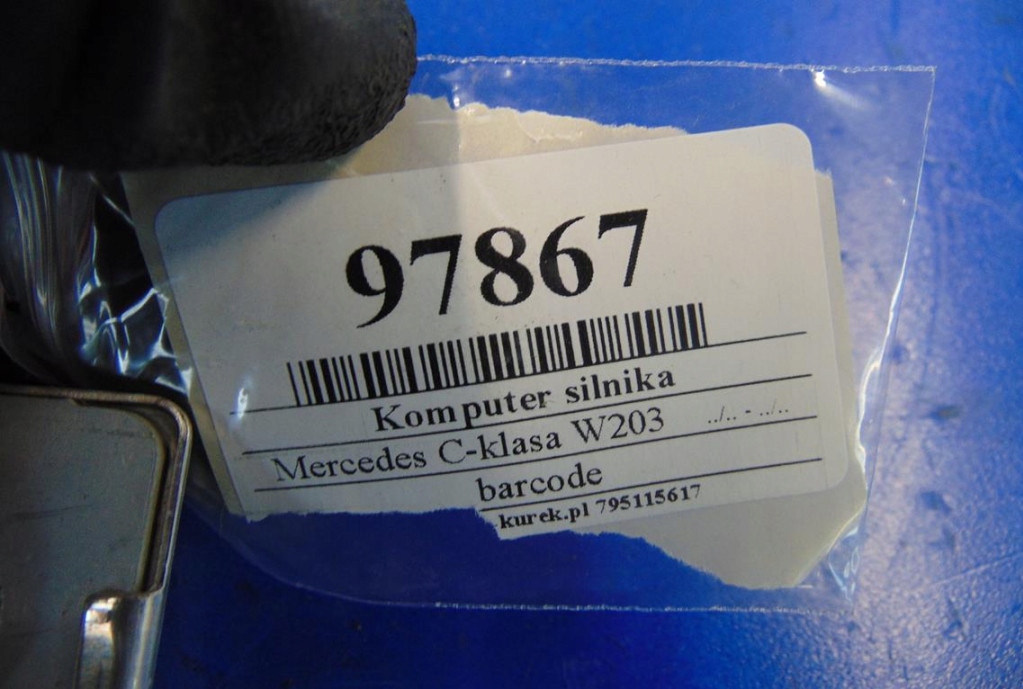 97867
Komputer silnika
Mercedes C-klasa W203 ../.. - ../..
barcode
kurek.pl 795115617